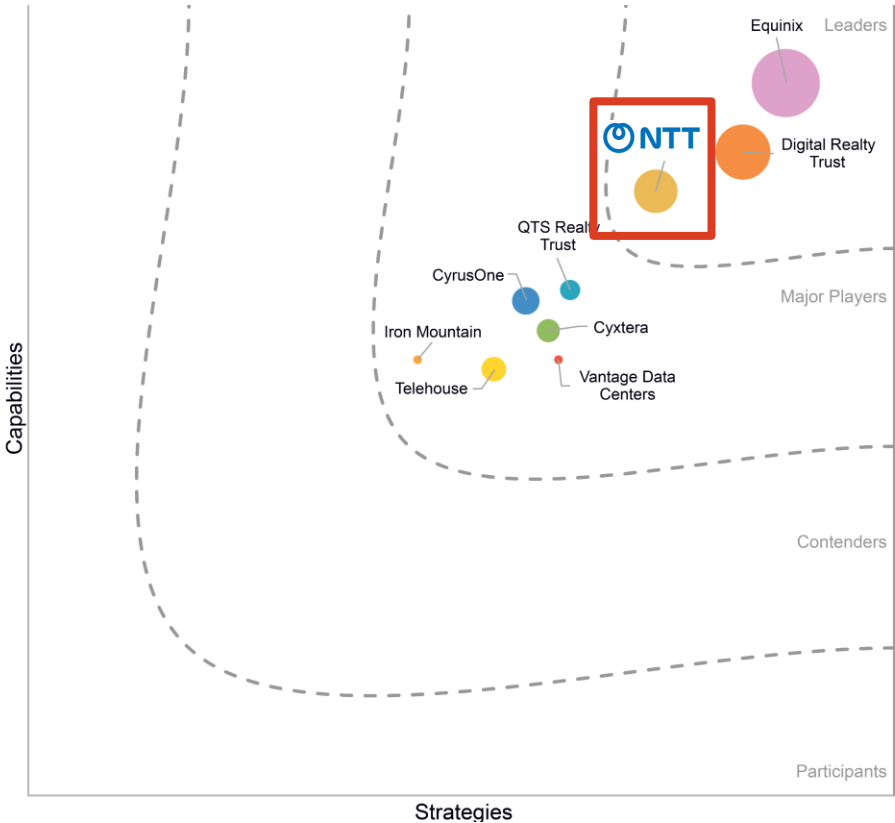 Equinix
Leaders
NTT
Digital Realty
Trust
QTS Realty
Trust
CyrusOne
Major Players
Iron Mountain
Cyxtera
Telehouse
Vantage Data
Centers
Capabilities
Contenders
Participants
Strategies